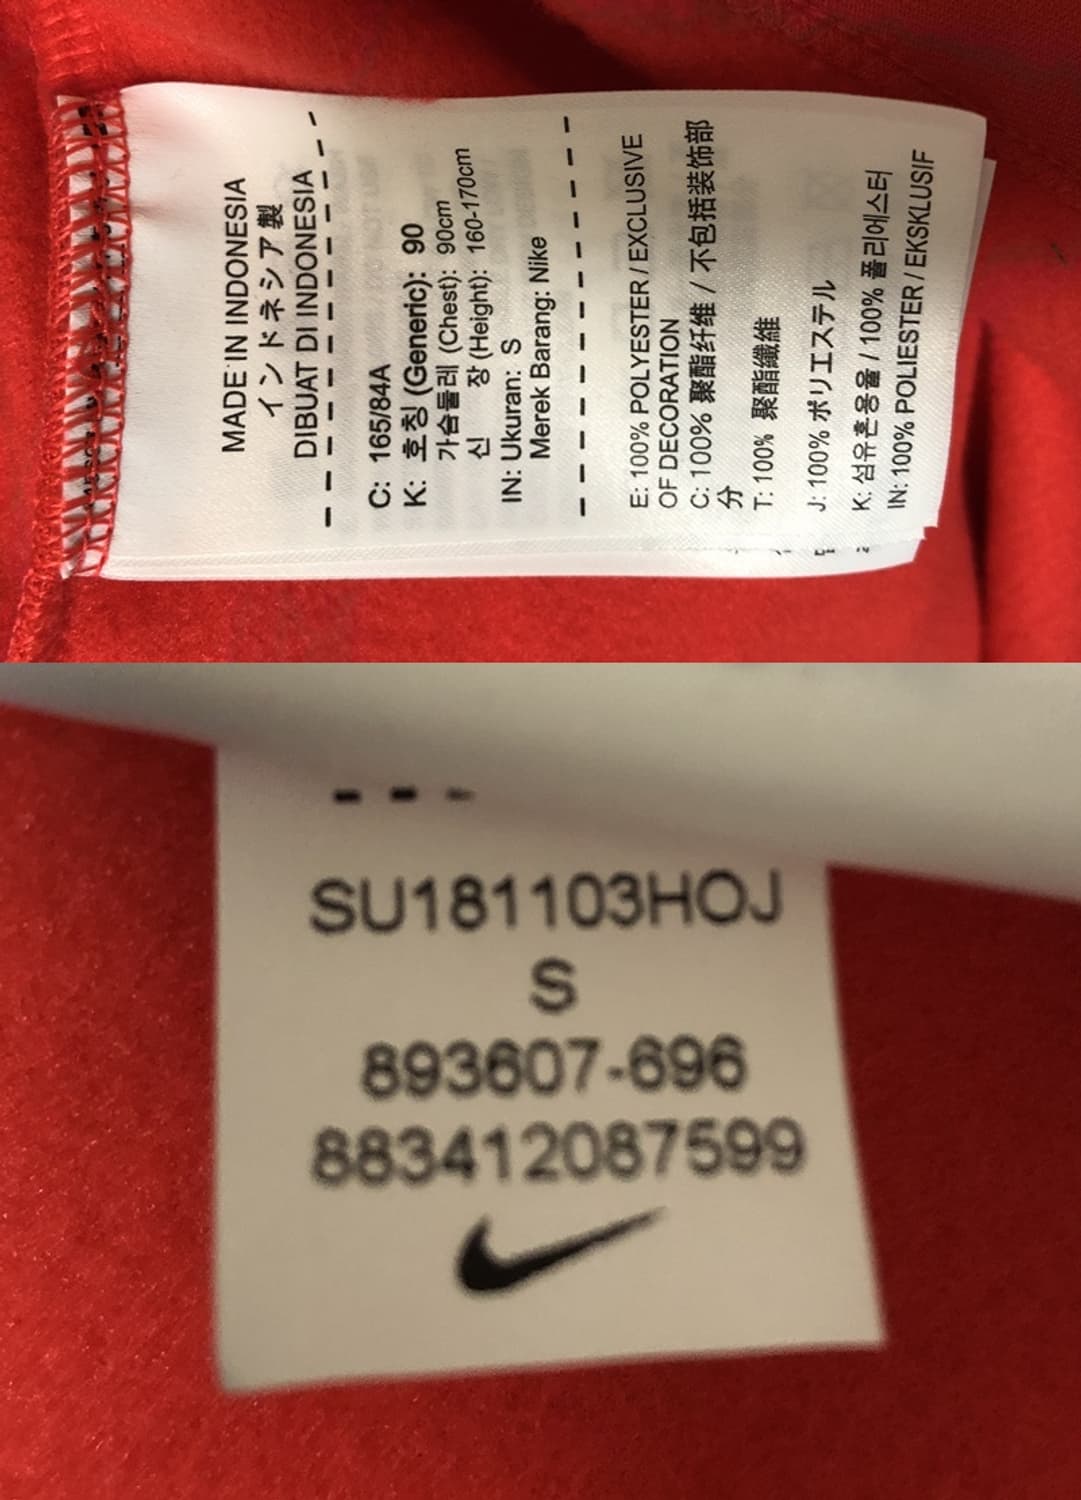 MADE IN INDONESIA
インドネシア製
DIBUAT DI INDONESIA
C: 165/84A
K: 호칭 (Generic): 90
가슴둘레 (Chest): 90cm
신 장 (Height): 160-170cm
IN: Ukuran: S
Merek Barang: Nike
E: 100% POLYESTER / EXCLUSIVE
OF DECORATION
C: 100% 聚酯纤维 / 不包括装饰部
分
T: 100% 聚酯纖維
J: 100% ポリエステル
K: 섬유혼용율 / 100% 폴리에스터
IN: 100% POLIESTER / EKSKLUSIF
SU181103HOJ
S
893607-696
883412087599